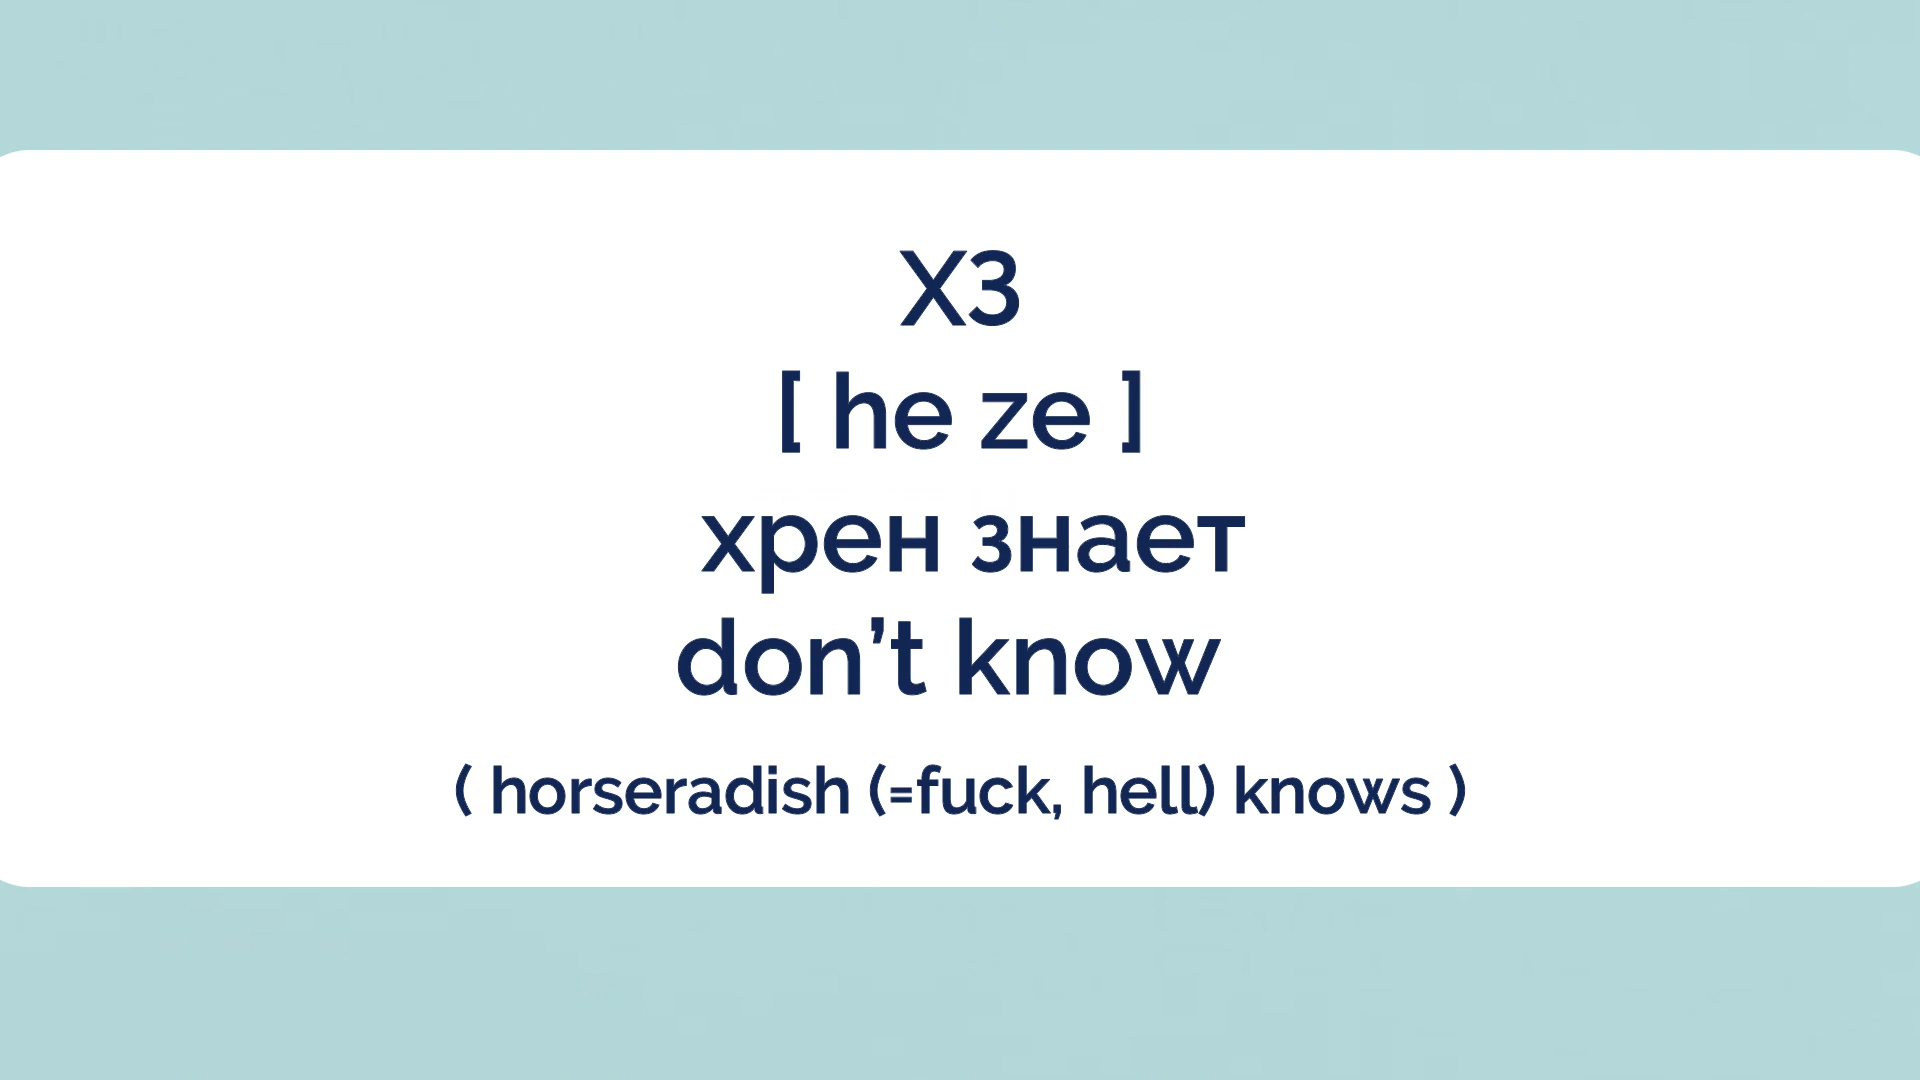 ХЗ
[ he ze ]
хрен знает
don’t know
( horseradish (=fuck, hell) knows )